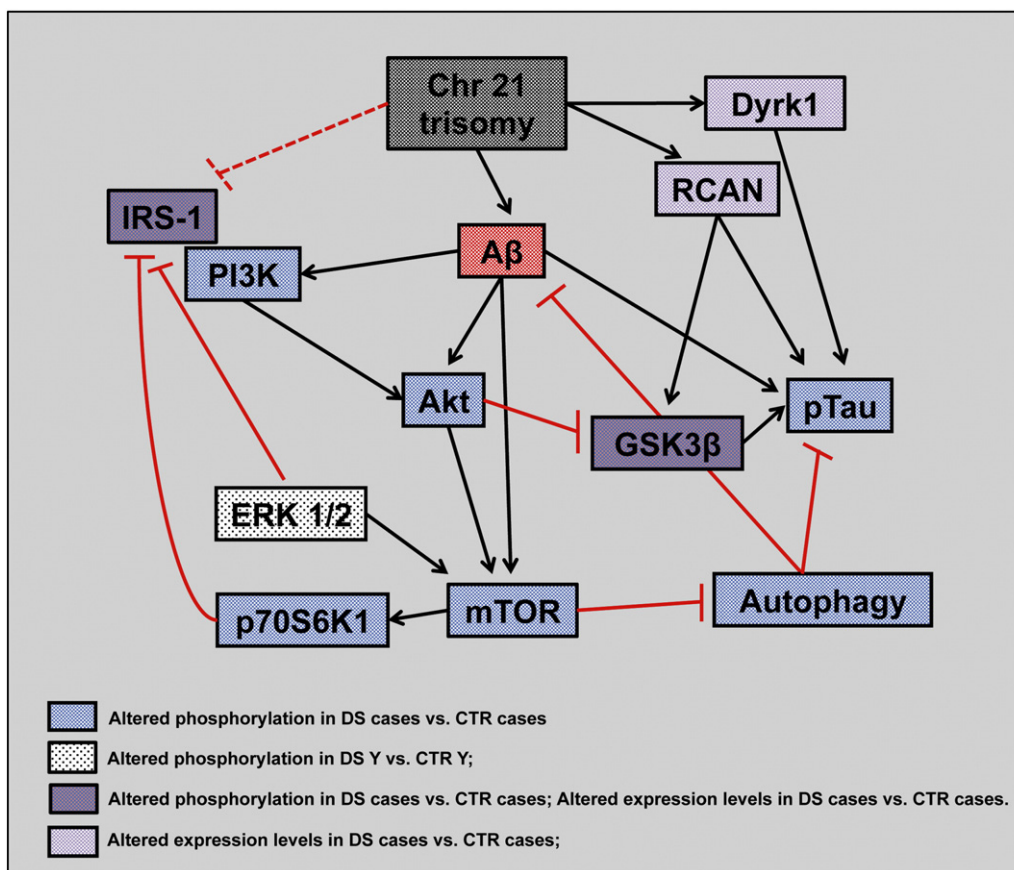 Chr 21
trisomy
Dyrk1
RCAN
IRS-1
PI3K
Aβ
Akt
pTau
GSK3β
ERK 1/2
p70S6K1
mTOR
Autophagy
Altered phosphorylation in DS cases vs. CTR cases
Altered phosphorylation in DS Y vs. CTR Y;
Altered phosphorylation in DS cases vs. CTR cases; Altered expression levels in DS cases vs. CTR cases.
Altered expression levels in DS cases vs. CTR cases;